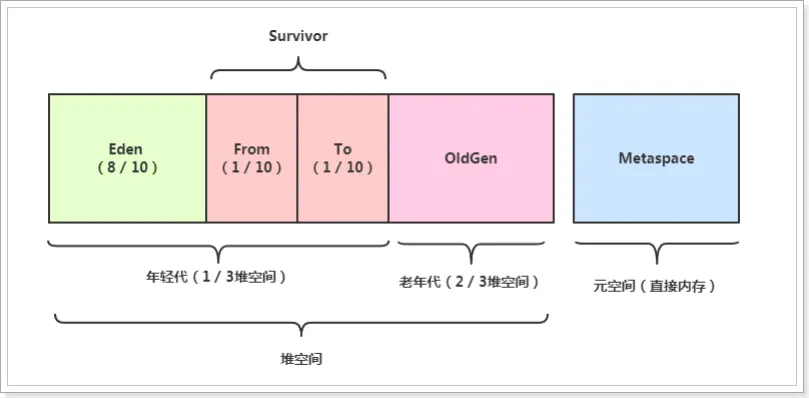 Survivor
Eden
（8 / 10）
From
（1 / 10）
To
（1 / 10）
OldGen
Metaspace
年轻代（1 / 3堆空间）
老年代（2 / 3堆空间）
元空间（直接内存）
堆空间